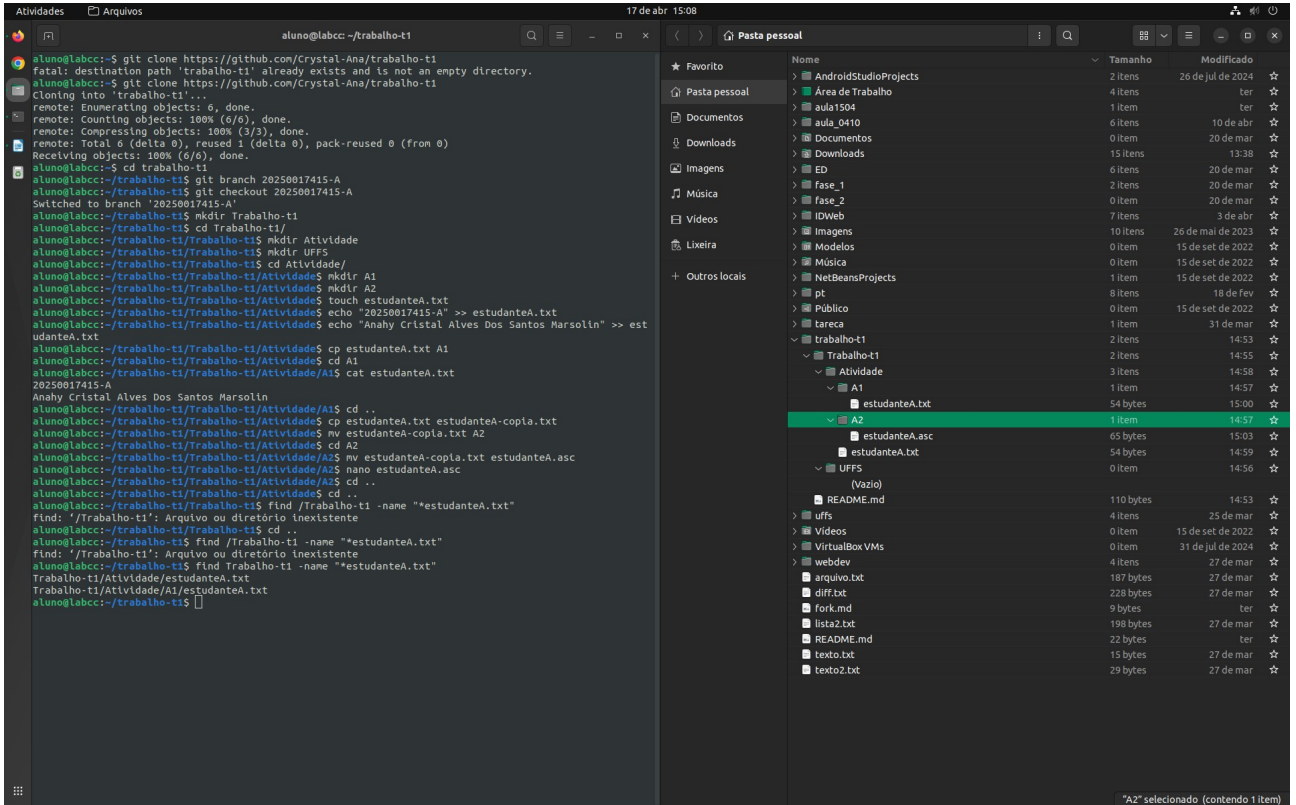 Atividades Arquivos 17 de abr 15:08
aluno@labcc: ~/trabalho-t1
aluno@labcc:~$ git clone https://github.com/Crystal-Ana/trabalho-t1
fatal: destination path 'trabalho-t1' already exists and is not an empty directory.
aluno@labcc:~$ git clone https://github.com/Crystal-Ana/trabalho-t1
Cloning into 'trabalho-t1'...
remote: Enumerating objects: 6, done.
remote: Counting objects: 100% (6/6), done.
remote: Compressing objects: 100% (3/3), done.
remote: Total 6 (delta 0), reused 1 (delta 0), pack-reused 0 (from 0)
Receiving objects: 100% (6/6), done.
aluno@labcc:~$ cd trabalho-t1
aluno@labcc:~/trabalho-t1$ git branch 20250017415-A
aluno@labcc:~/trabalho-t1$ git checkout 20250017415-A
Switched to branch '20250017415-A'
aluno@labcc:~/trabalho-t1$ mkdir Trabalho-t1
aluno@labcc:~/trabalho-t1$ cd Trabalho-t1/
aluno@labcc:~/trabalho-t1/Trabalho-t1$ mkdir Atividade
aluno@labcc:~/trabalho-t1/Trabalho-t1$ mkdir UFFS
aluno@labcc:~/trabalho-t1/Trabalho-t1$ cd Atividade/
aluno@labcc:~/trabalho-t1/Trabalho-t1/Atividade$ mkdir A1
aluno@labcc:~/trabalho-t1/Trabalho-t1/Atividade$ mkdir A2
aluno@labcc:~/trabalho-t1/Trabalho-t1/Atividade$ touch estudanteA.txt
aluno@labcc:~/trabalho-t1/Trabalho-t1/Atividade$ echo "20250017415-A" >> estudanteA.txt
aluno@labcc:~/trabalho-t1/Trabalho-t1/Atividade$ echo "Anahy Cristal Alves Dos Santos Marsolin" >> est
udanteA.txt
aluno@labcc:~/trabalho-t1/Trabalho-t1/Atividade$ cp estudanteA.txt A1
aluno@labcc:~/trabalho-t1/Trabalho-t1/Atividade$ cd A1
aluno@labcc:~/trabalho-t1/Trabalho-t1/Atividade/A1$ cat estudanteA.txt
20250017415-A
Anahy Cristal Alves Dos Santos Marsolin
aluno@labcc:~/trabalho-t1/Trabalho-t1/Atividade/A1$ cd ..
aluno@labcc:~/trabalho-t1/Trabalho-t1/Atividade$ cp estudanteA.txt estudanteA-copia.txt
aluno@labcc:~/trabalho-t1/Trabalho-t1/Atividade$ mv estudanteA-copia.txt A2
aluno@labcc:~/trabalho-t1/Trabalho-t1/Atividade$ cd A2
aluno@labcc:~/trabalho-t1/Trabalho-t1/Atividade/A2$ mv estudanteA-copia.txt estudanteA.asc
aluno@labcc:~/trabalho-t1/Trabalho-t1/Atividade/A2$ nano estudanteA.asc
aluno@labcc:~/trabalho-t1/Trabalho-t1/Atividade/A2$ cd ..
aluno@labcc:~/trabalho-t1/Trabalho-t1/Atividade$ cd ..
aluno@labcc:~/trabalho-t1/Trabalho-t1$ find /Trabalho-t1 -name "*estudanteA.txt"
find: ‘/Trabalho-t1’: Arquivo ou diretório inexistente
aluno@labcc:~/trabalho-t1/Trabalho-t1$ cd ..
aluno@labcc:~/trabalho-t1$ find /Trabalho-t1 -name "*estudanteA.txt"
find: ‘/Trabalho-t1’: Arquivo ou diretório inexistente
aluno@labcc:~/trabalho-t1$ find Trabalho-t1 -name "*estudanteA.txt"
Trabalho-t1/Atividade/estudanteA.txt
Trabalho-t1/Atividade/A1/estudanteA.txt
aluno@labcc:~/trabalho-t1$
Pasta pessoal
Favorito
Pasta pessoal
Documentos
Downloads
Imagens
Música
Vídeos
Lixeira
Outros locais
Nome Tamanho Modificado
AndroidStudioProjects 2 itens 26 de jul de 2024
Área de Trabalho 4 itens ter
aula1504 1 item ter
aula_0410 6 itens 10 de abr
Documentos 0 item 20 de mar
Downloads 15 itens 13:38
ED 6 itens 20 de mar
fase_1 2 itens 20 de mar
fase_2 0 item 20 de mar
IDWeb 7 itens 3 de abr
Imagens 10 itens 26 de mai de 2023
Modelos 0 item 15 de set de 2022
Música 0 item 15 de set de 2022
NetBeansProjects 1 item 15 de set de 2022
pt 8 itens 18 de fev
Público 0 item 15 de set de 2022
tareca 1 item 31 de mar
trabalho-t1 2 itens 14:53
Trabalho-t1 2 itens 14:55
Atividade 3 itens 14:58
A1 1 item 14:57
estudanteA.txt 54 bytes 15:00
A2 1 item 14:57
estudanteA.asc 65 bytes 15:03
estudanteA.txt 54 bytes 14:59
UFFS 0 item 14:56
(Vazio)
README.md 110 bytes 14:53
uffs 4 itens 25 de mar
Vídeos 0 item 15 de set de 2022
VirtualBox VMs 0 item 31 de jul de 2024
webdev 4 itens 27 de mar
arquivo.txt 187 bytes 27 de mar
diff.txt 228 bytes 27 de mar
fork.md 9 bytes ter
lista2.txt 198 bytes 27 de mar
README.md 22 bytes ter
texto.txt 15 bytes 27 de mar
texto2.txt 29 bytes 27 de mar
"A2" selecionado (contendo 1 item)